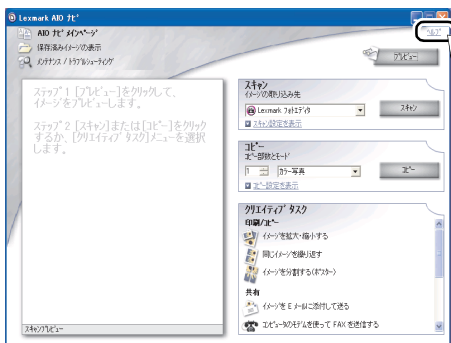 Lexmark AIO ナビ
AIO ナビ メインページ
保存済みイメージの表示
メンテナンス / トラブルシューティング
ヘルプ
プレビュー
ステップ 1 [プレビュー]をクリックして、
イメージをプレビューします。
ステップ 2 [スキャン]または[コピー]をクリック
するか、[クリエイティブ タスク]メニューを選択
します。
スキャンプレビュー
スキャン
イメージの取り込み先
Lexmark フォトエディタ
スキャン
スキャン設定を表示
コピー
コピー部数とモード
1
カラー写真
コピー
コピー設定を表示
クリエイティブ タスク
印刷/コピー
イメージを拡大・縮小する
同じイメージを繰り返す
イメージを分割する(ポスター)
共有
イメージを E メールに添付して送る
コンピュータのモデムを使って FAX を送信する